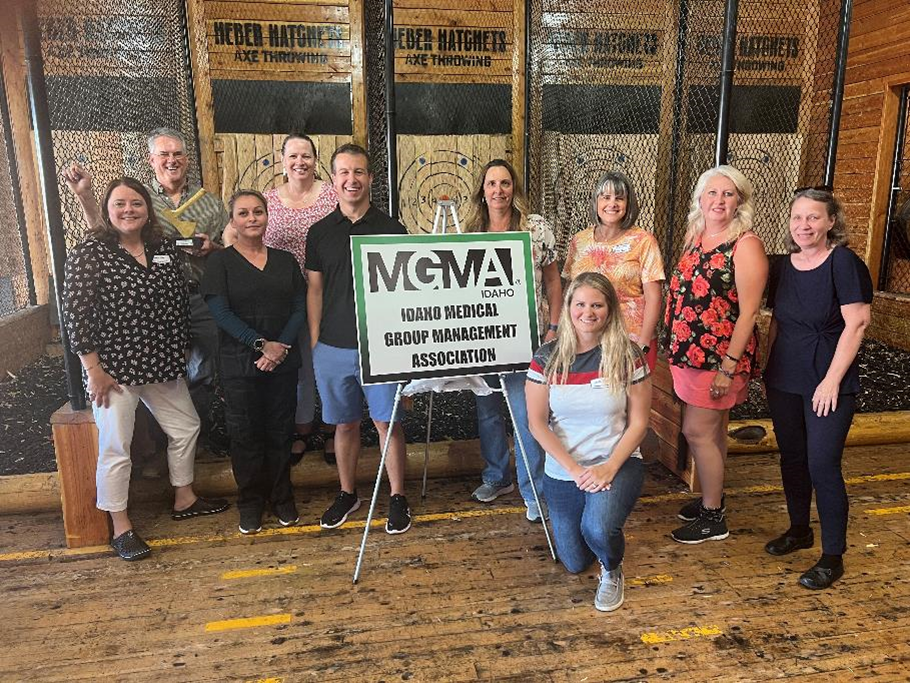 HEBER HATCHETS
AXE THROWING
HEBER HATCHETS
AXE THROWING
HEBER HATCHETS
AXE THROWING
HEBER HATCHETS
HATCHETS
THROWING
MGMA®
IDAHO
IDAHO MEDICAL
GROUP MANAGEMENT
ASSOCIATION